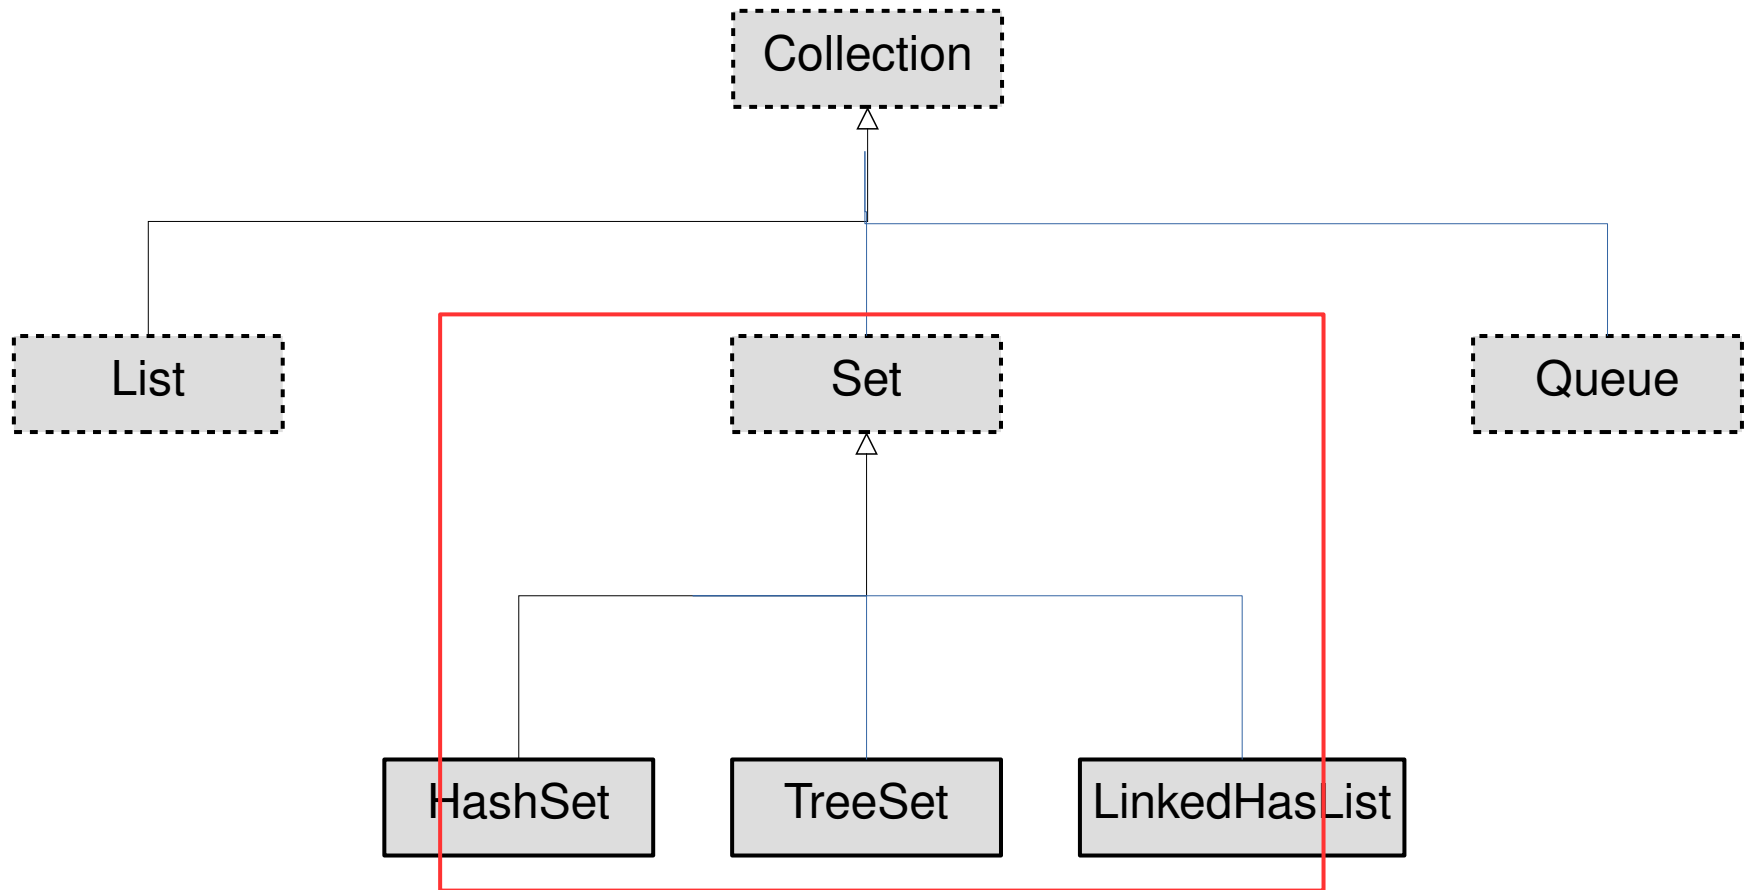 Collection
List
Set
Queue
HashSet
TreeSet
LinkedHasList